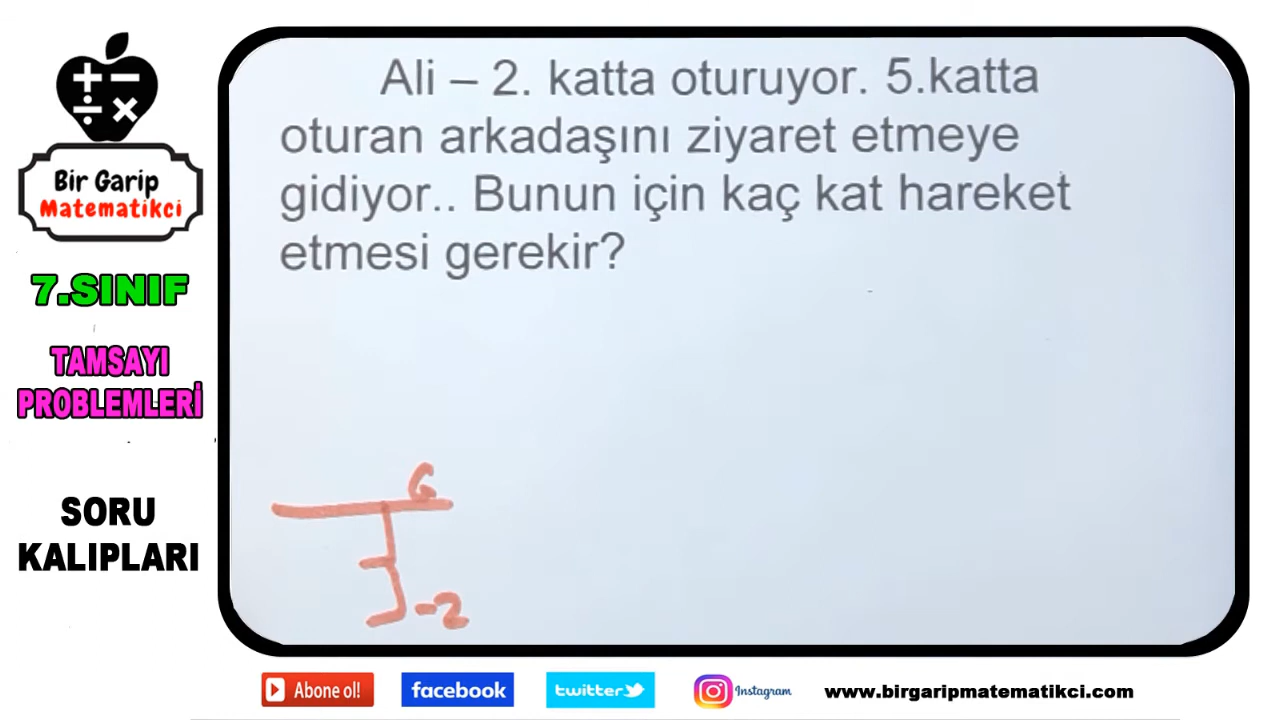 Ali – 2. katta oturuyor. 5.katta
oturan arkadaşını ziyaret etmeye
gidiyor.. Bunun için kaç kat hareket
etmesi gerekir?
+ −
÷ ×
Bir Garip
Matematikci
7.SINIF
TAMSAYI
PROBLEMLERİ
SORU
KALIPLARI
-2
Abone ol!
facebook
twitter
Instagram
www.birgaripmatematikci.com